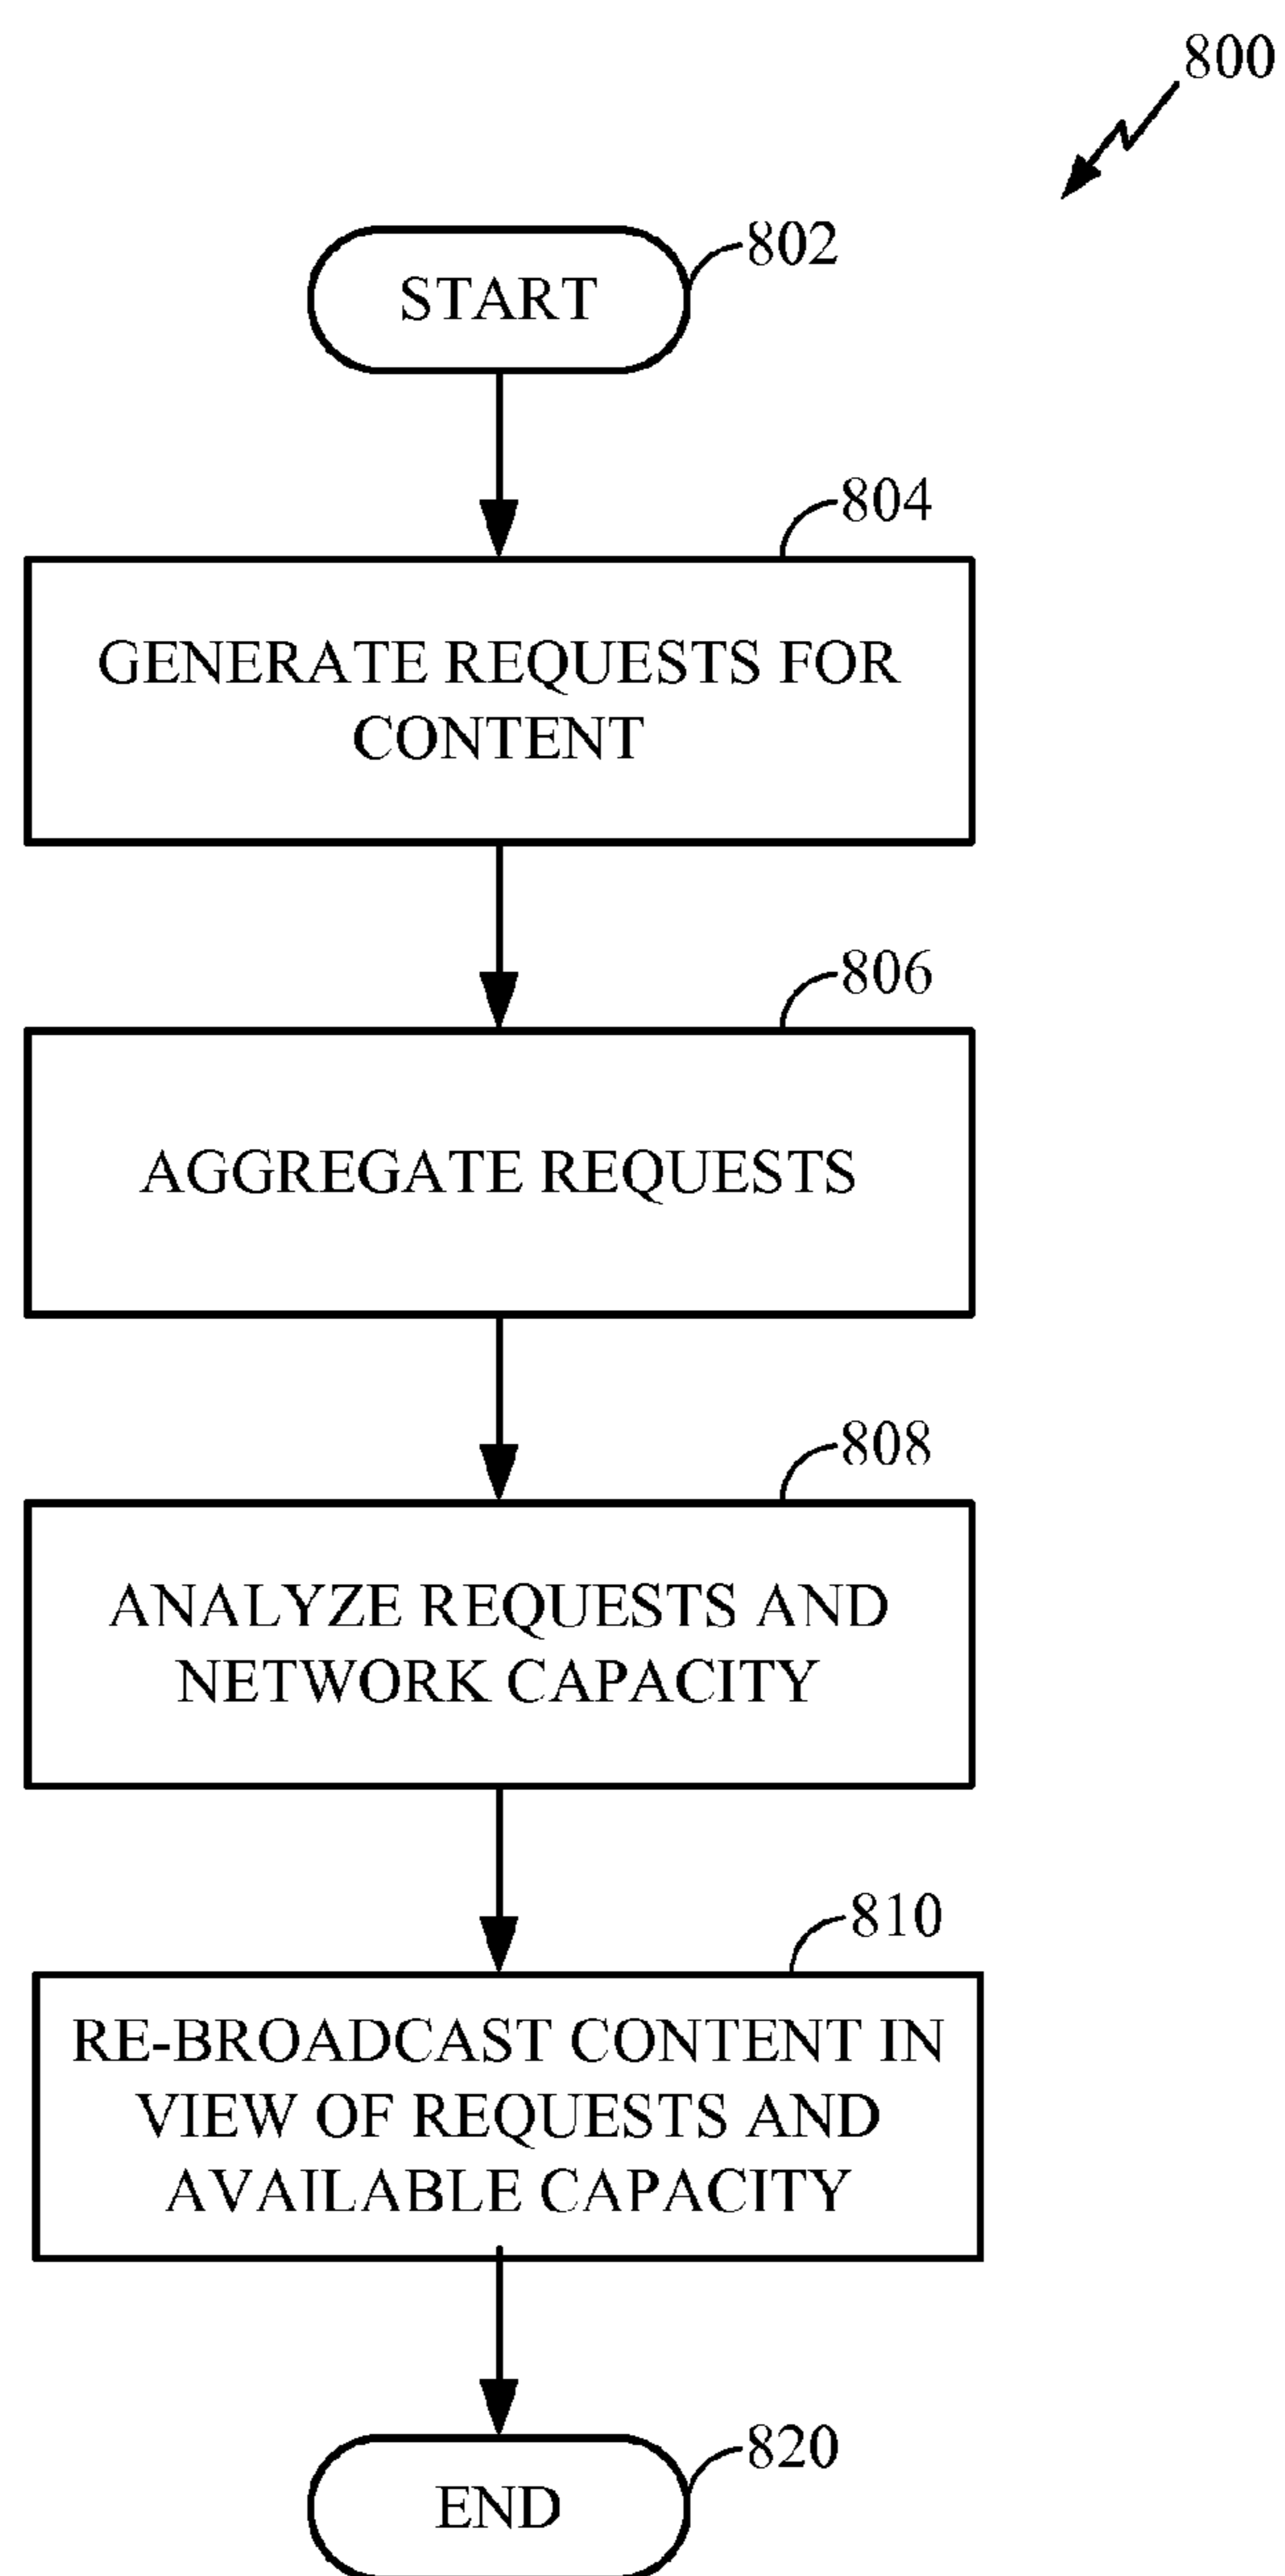 800
802
START
804
GENERATE REQUESTS FOR
CONTENT
806
AGGREGATE REQUESTS
808
ANALYZE REQUESTS AND
NETWORK CAPACITY
810
RE-BROADCAST CONTENT IN
VIEW OF REQUESTS AND
AVAILABLE CAPACITY
820
END